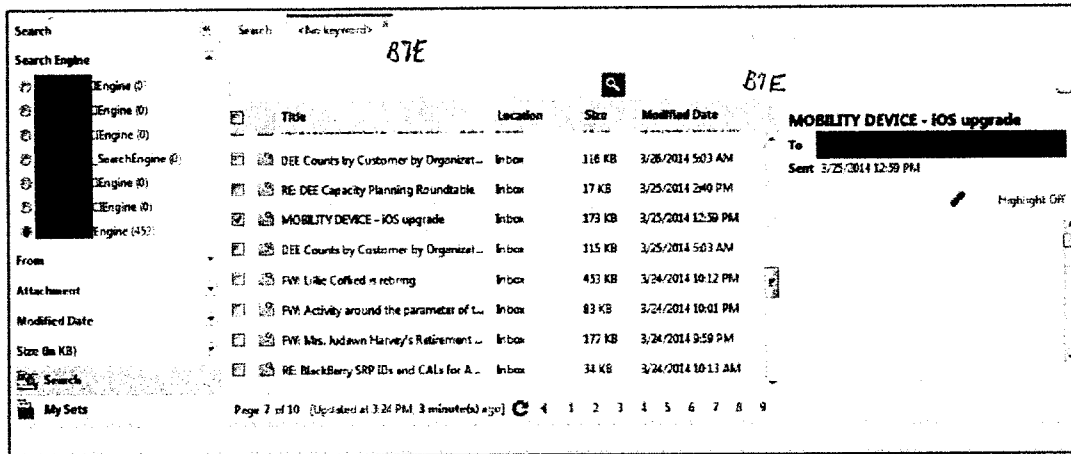 Search
Search Engine
Engine (0)
Engine (0)
Engine (0)
_SearchEngine (0)
Engine (0)
Engine (0)
Engine (452)
From
Attachment
Modified Date
Size (In KB)
Search
My Sets
Search <No keyword> x
B7E
B7E
Title Location Size Modified Date
DEE Counts by Customer by Organizat... Inbox 116 KB 3/26/2014 5:03 AM
RE: DEE Capacity Planning Roundtable Inbox 17 KB 3/25/2014 2:40 PM
MOBILITY DEVICE - iOS upgrade Inbox 173 KB 3/25/2014 12:59 PM
DEE Counts by Customer by Organizat... Inbox 115 KB 3/25/2014 5:03 AM
FW: Lillie Coffied is retiring Inbox 453 KB 3/24/2014 10:12 PM
FW: Activity around the parameter of t... Inbox 83 KB 3/24/2014 10:01 PM
FW: Mrs. Judawn Harvey's Retirement ... Inbox 177 KB 3/24/2014 9:59 PM
RE: BlackBerry SRP IDs and CALs for A... Inbox 34 KB 3/24/2014 10:13 AM
Page 7 of 10 [Updated at 3:24 PM, 3 minute(s) ago] 1 2 3 4 5 6 7 8 9
MOBILITY DEVICE - iOS upgrade
To
Sent 3/25/2014 12:59 PM
Highlight Off